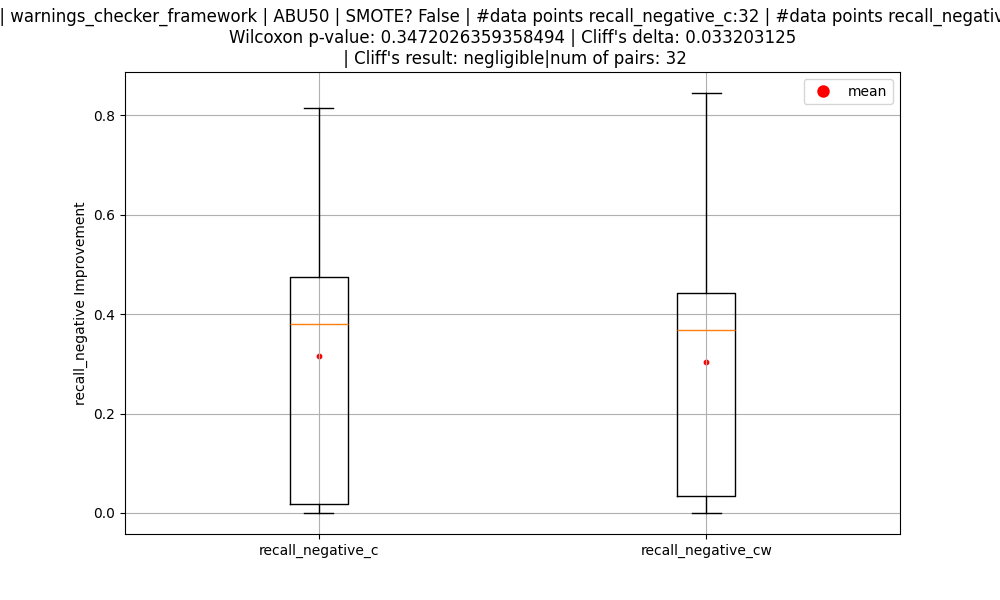 | warnings_checker_framework | ABU50 | SMOTE? False | #data points recall_negative_c:32 | #data points
Wilcoxon p-value: 0.3472026359358494 | Cliff's delta: 0.033203125
| Cliff's result: negligible|num of pairs: 32
mean
0.8
0.6
0.4
0.2
0.0
recall_negative Improvement
recall_negative_c
recall_negative_cw